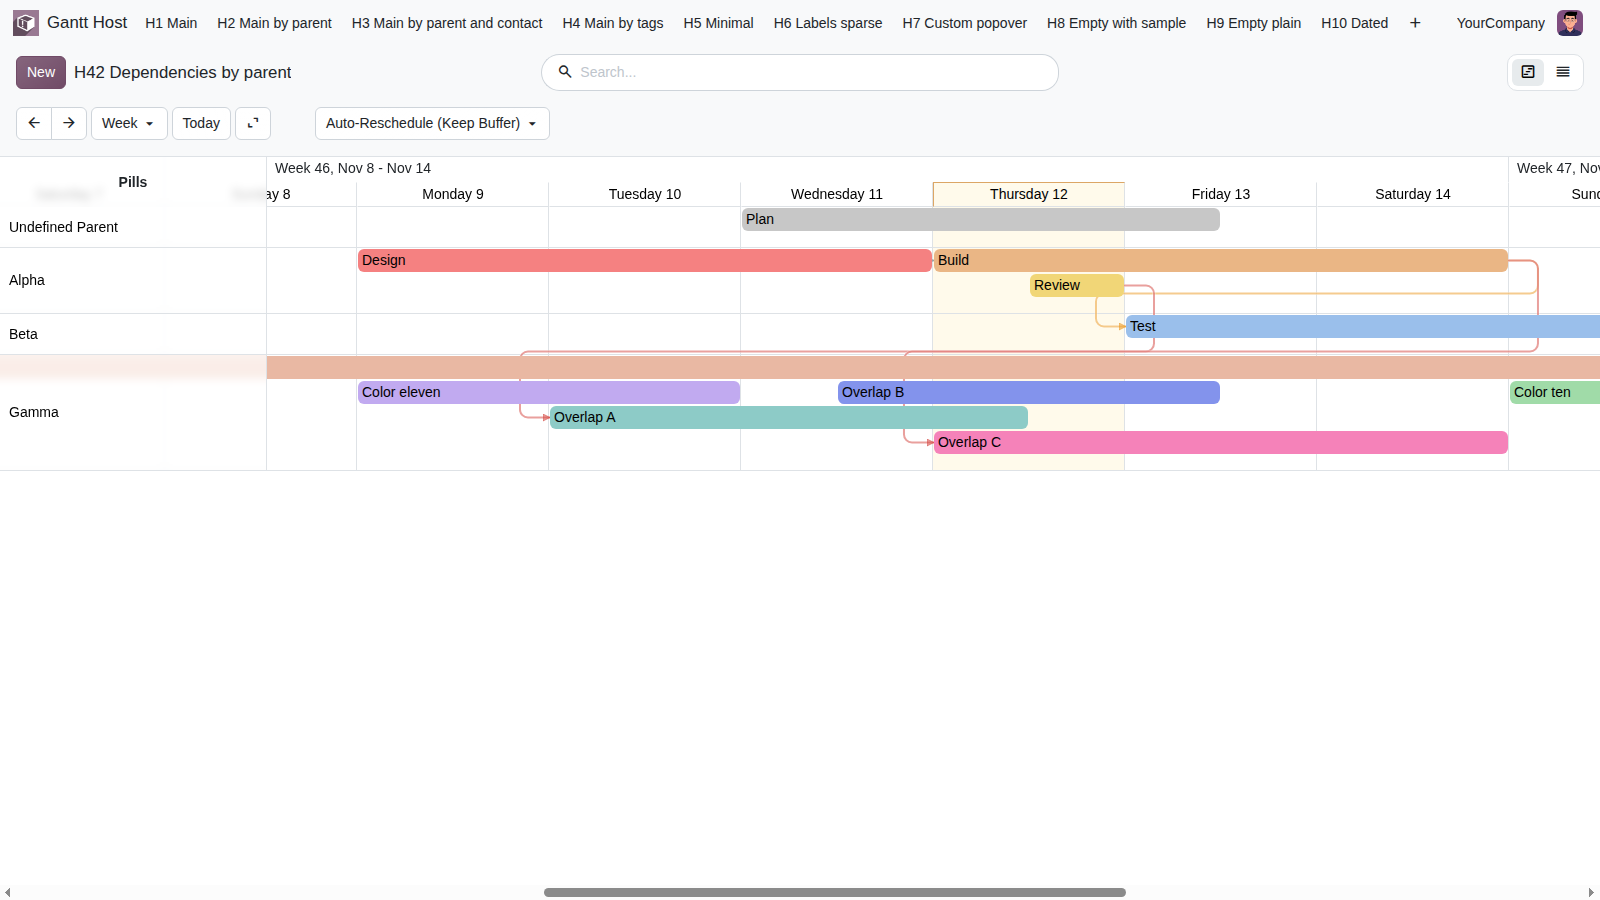 Gantt Host H1 Main H2 Main by parent H3 Main by parent and contact H4 Main by tags H5 Minimal H6 Labels sparse H7 Custom popover H8 Empty with sample H9 Empty plain H10 Dated + YourCompany
New H42 Dependencies by parent Search...
Week Today Auto-Reschedule (Keep Buffer)
Week 46, Nov 8 - Nov 14 Week 47, Nov
Pills
ay 8 Monday 9 Tuesday 10 Wednesday 11 Thursday 12 Friday 13 Saturday 14 Sund
Undefined Parent Plan
Alpha Design Build
Review
Beta Test
Gamma Color eleven Overlap B Color ten
Overlap A
Overlap C